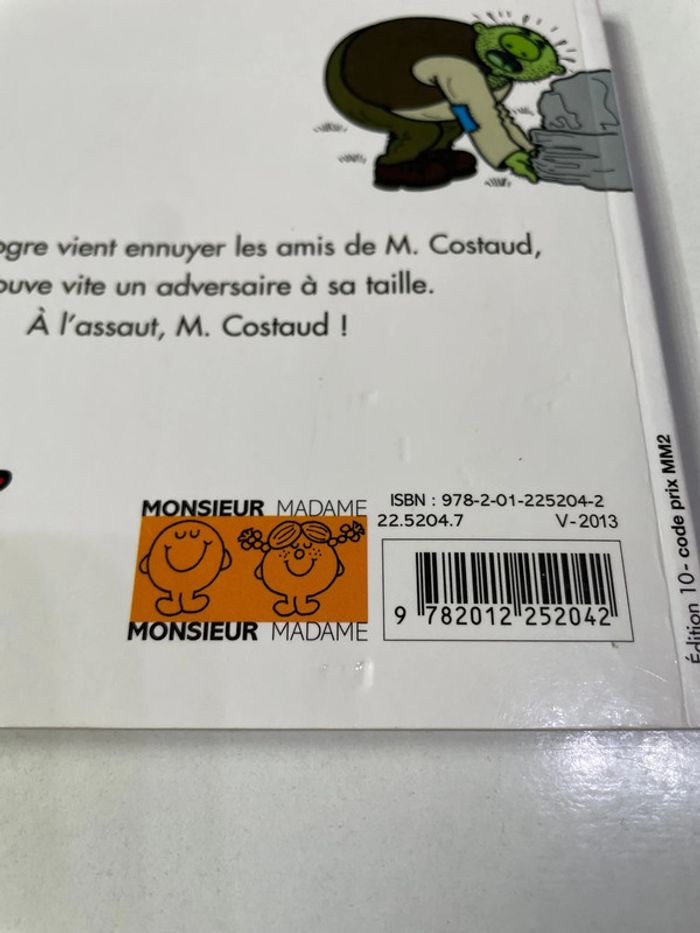 ogre vient ennuyer les amis de M. Costaud,
ouve vite un adversaire à sa taille.
À l'assaut, M. Costaud !
MONSIEUR MADAME
MONSIEUR MADAME
ISBN : 978-2-01-225204-2
22.5204.7 V-2013
9 782012 252042
Édition 10 - code prix MM2